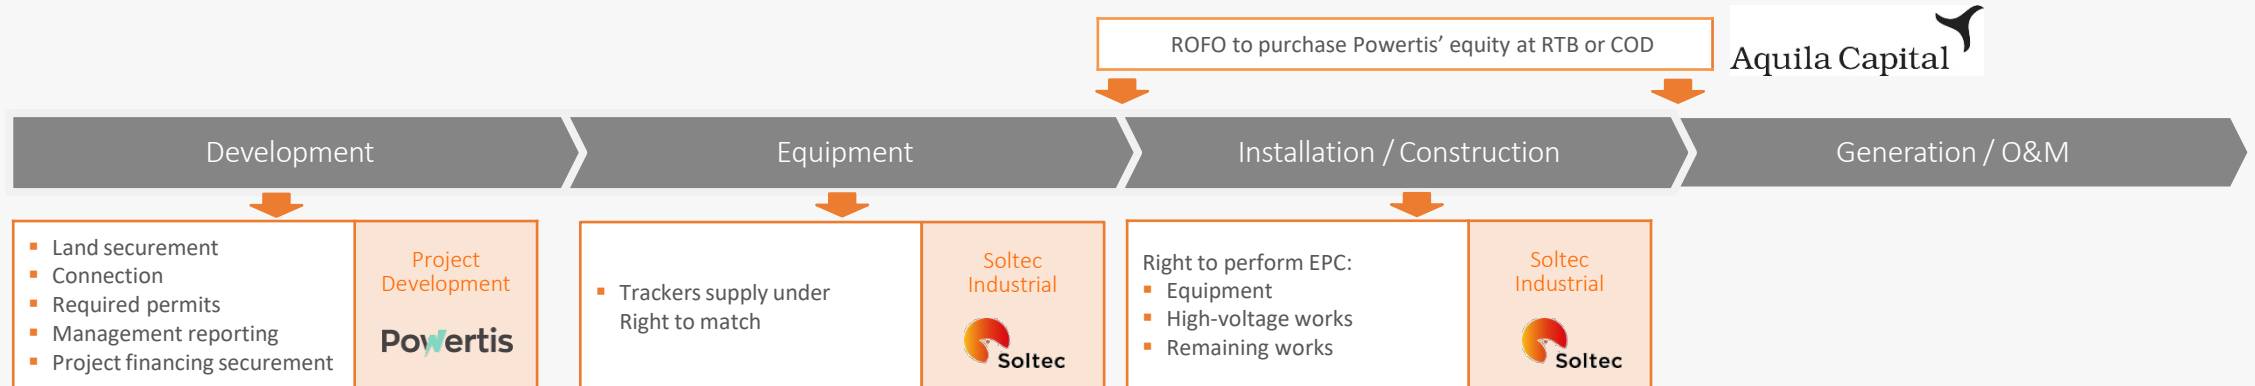 ROFO to purchase Powertis’ equity at RTB or COD
Aquila Capital
Development
Equipment
Installation / Construction
Generation / O&M
▪ Land securement
▪ Connection
▪ Required permits
▪ Management reporting
▪ Project financing securement
Project
Development
Powertis
▪ Trackers supply under
Right to match
Soltec
Industrial
Soltec
Right to perform EPC:
▪ Equipment
▪ High-voltage works
▪ Remaining works
Soltec
Industrial
Soltec